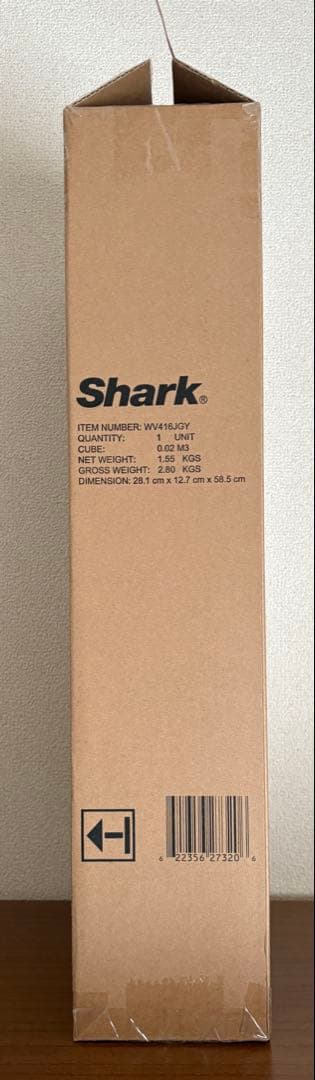 Shark®
ITEM NUMBER: WV416JGY
QUANTITY: 1 UNIT
CUBE: 0.02 M3
NET WEIGHT: 1.55 KGS
GROSS WEIGHT: 2.80 KGS
DIMENSION: 28.1 cm x 12.7 cm x 58.5 cm
6 22356 27320 6